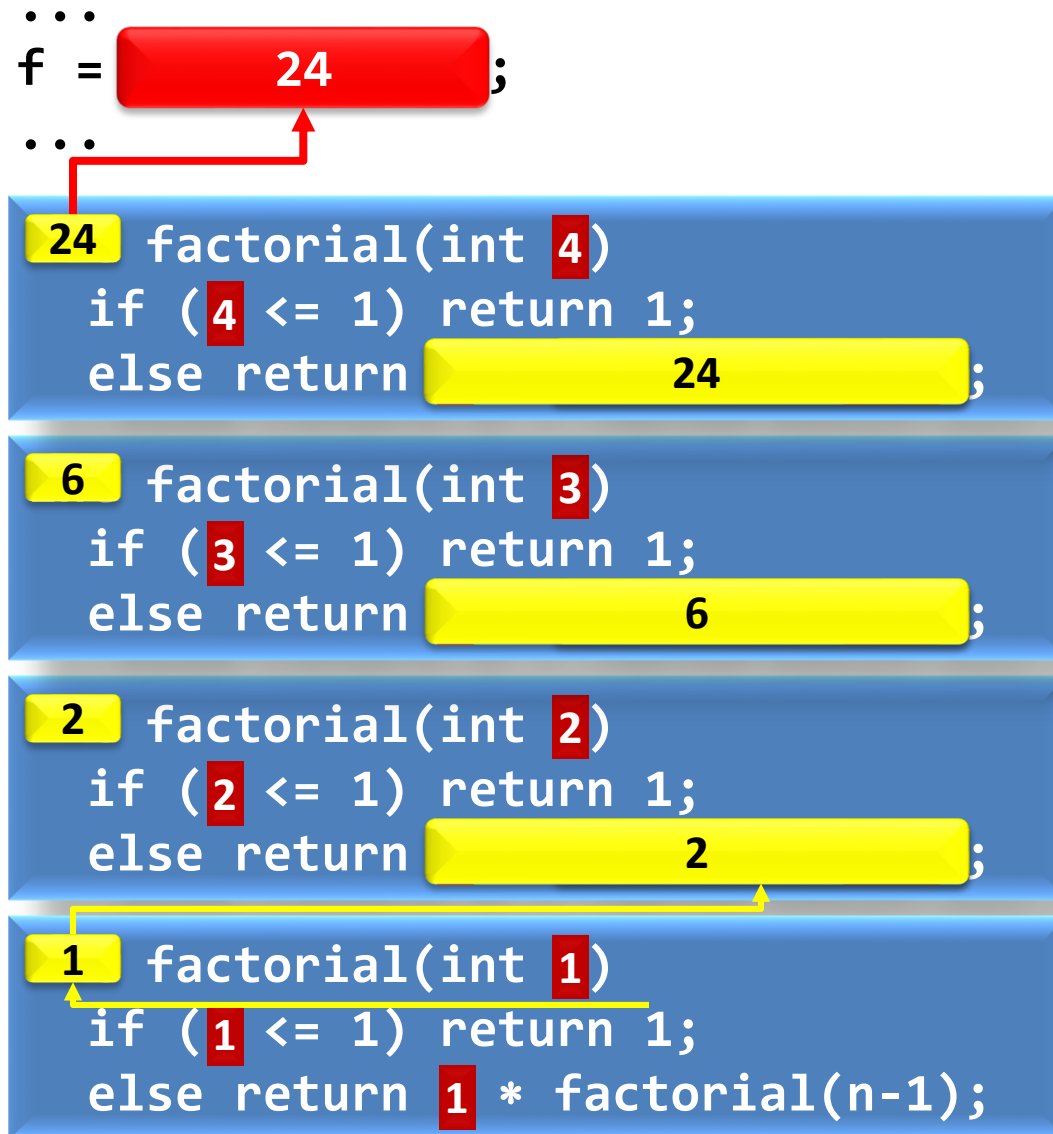 ...
f = 24;
...
24 factorial(int 4)
if (4 <= 1) return 1;
else return 24;
6 factorial(int 3)
if (3 <= 1) return 1;
else return 6;
2 factorial(int 2)
if (2 <= 1) return 1;
else return 2;
1 factorial(int 1)
if (1 <= 1) return 1;
else return 1 * factorial(n-1);